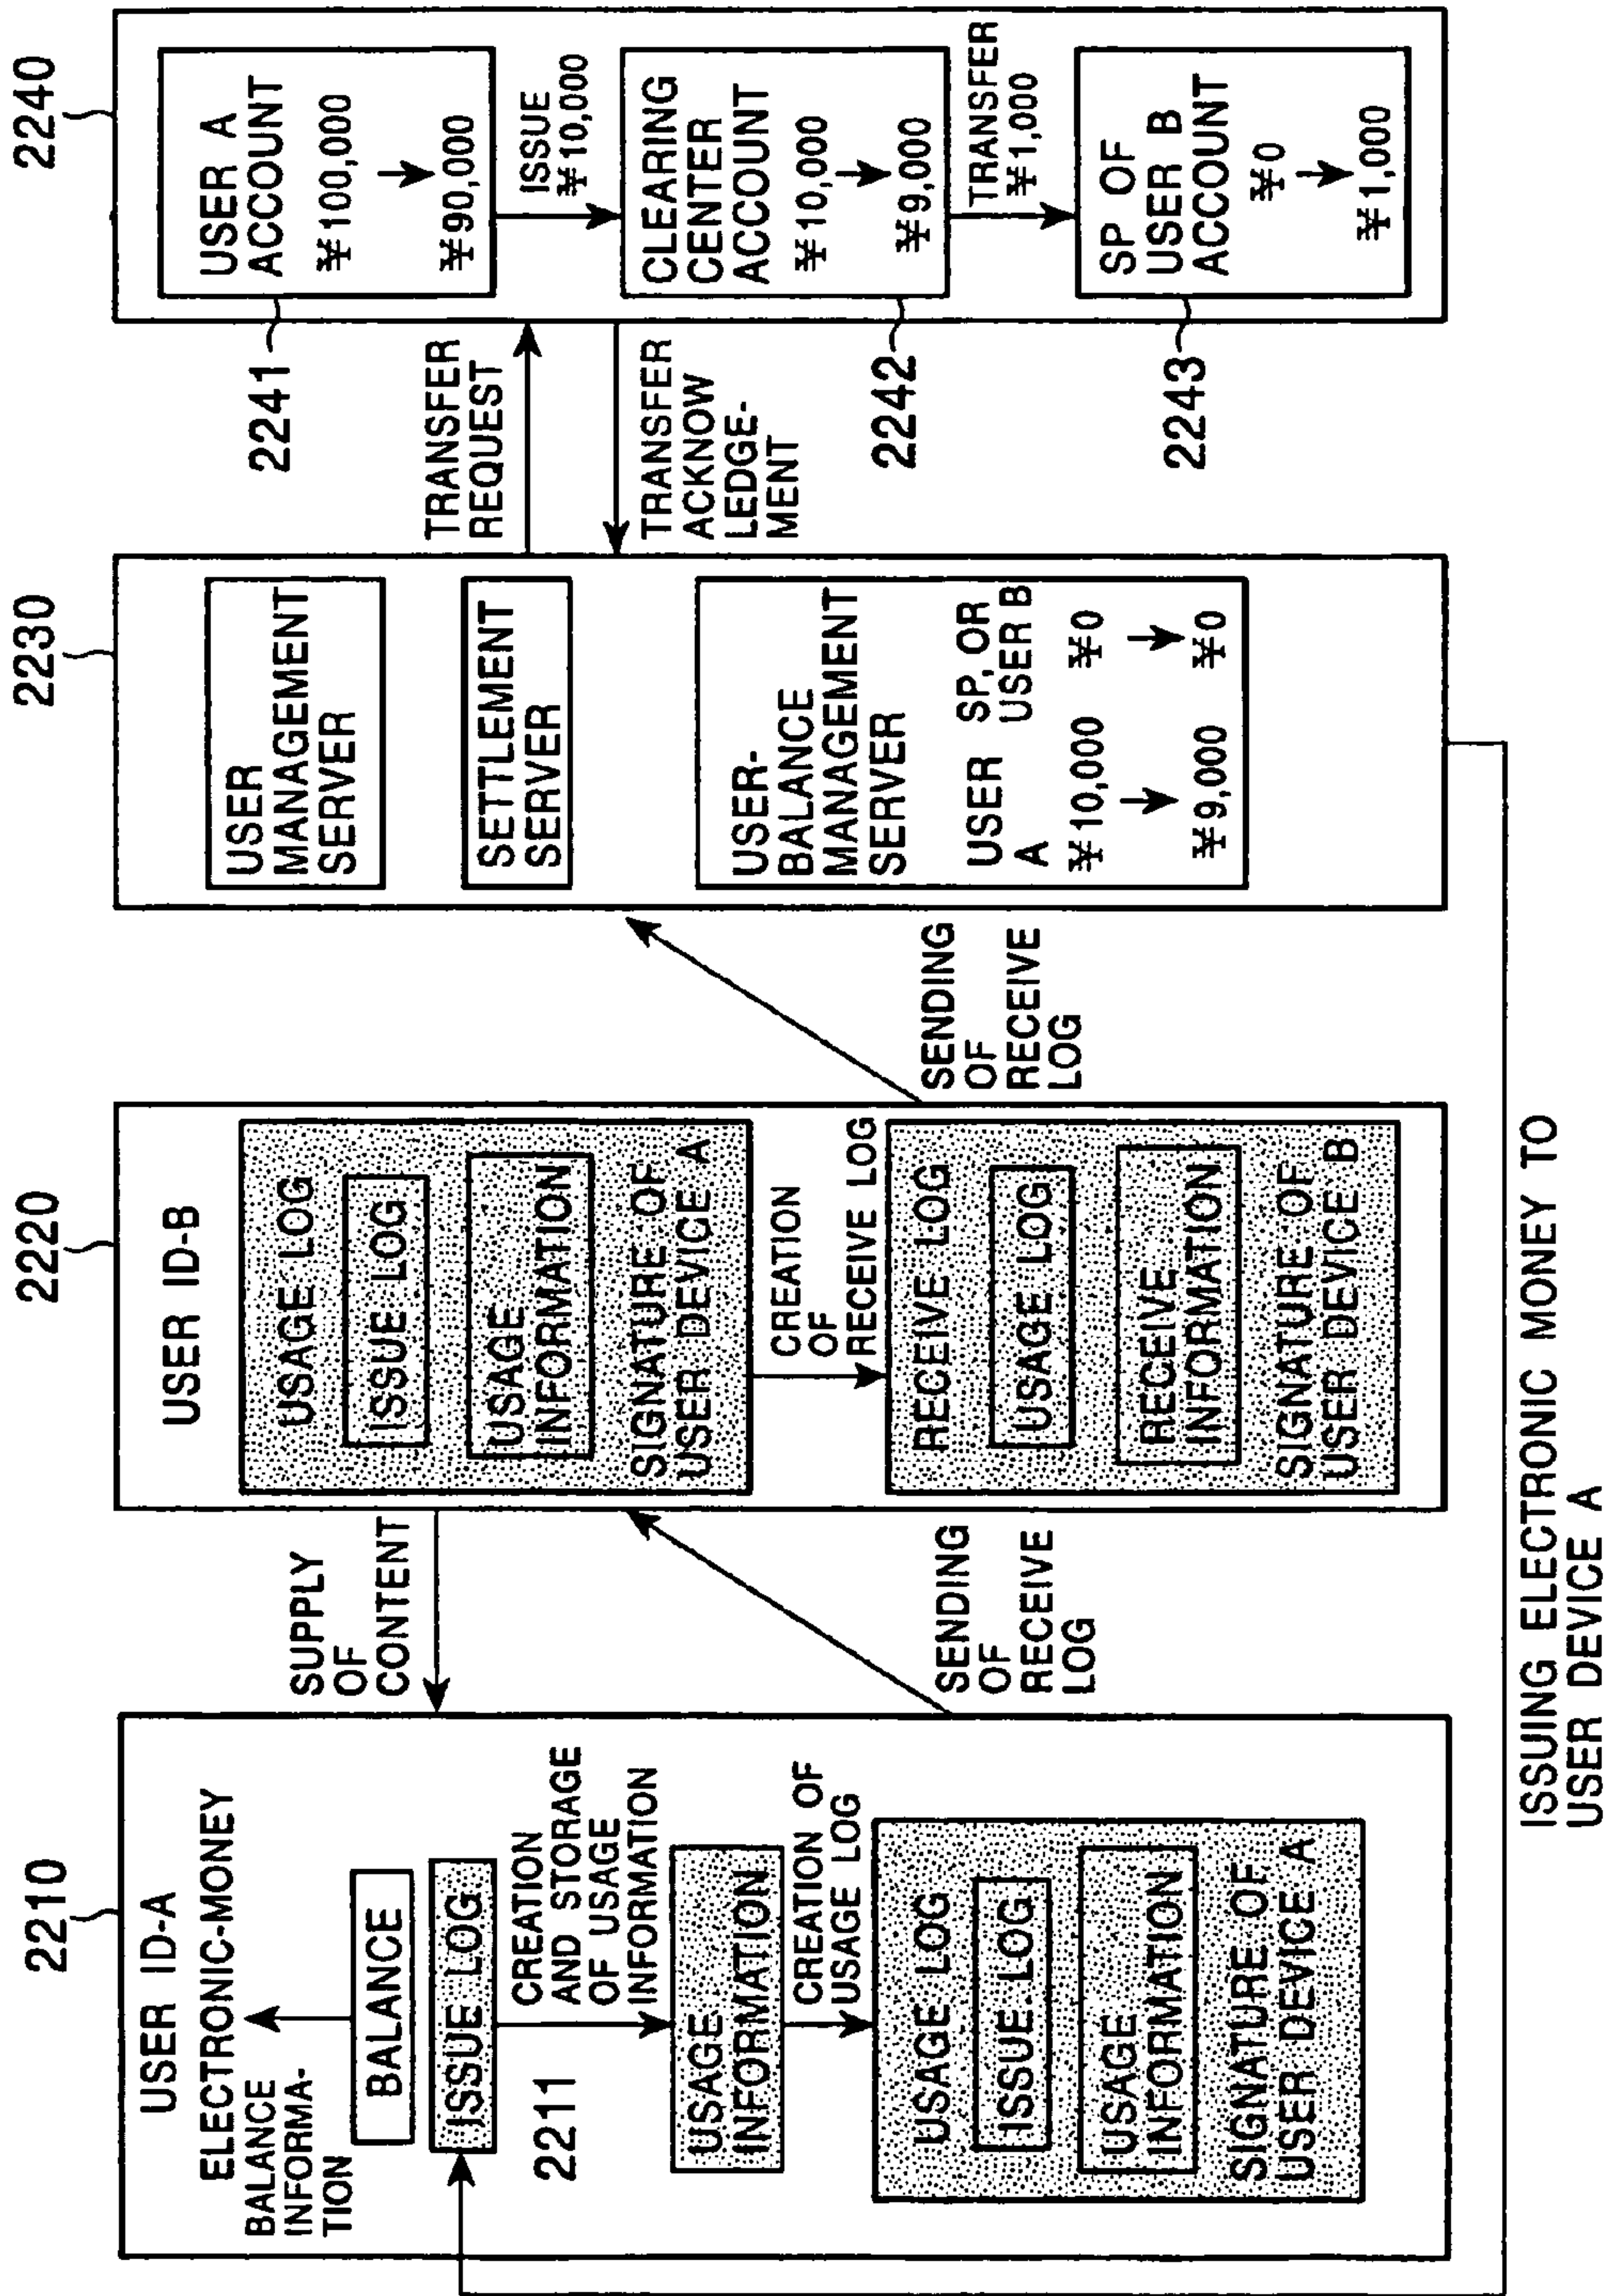 2210
USER ID-A
ELECTRONIC-MONEY
BALANCE
INFORMA-
TION
BALANCE
ISSUE LOG
2211
CREATION
AND STORAGE
OF USAGE
INFORMATION
USAGE
INFORMATION
CREATION OF
USAGE LOG
USAGE LOG
ISSUE LOG
USAGE
INFORMATION
SIGNATURE OF
USER DEVICE A
SUPPLY
OF
CONTENT
SENDING
OF
RECEIVE
LOG
2220
USER ID-B
USAGE LOG
ISSUE LOG
USAGE
INFORMATION
SIGNATURE OF
USER DEVICE A
CREATION
OF
RECEIVE LOG
RECEIVE LOG
USAGE LOG
RECEIVE
INFORMATION
SIGNATURE OF
USER DEVICE B
SENDING
OF
RECEIVE
LOG
2230
USER
MANAGEMENT
SERVER
SETTLEMENT
SERVER
USER-
BALANCE
MANAGEMENT
SERVER
USER
A
¥10,000
¥9,000
SP, OR
USER B
¥0
¥0
TRANSFER
REQUEST
TRANSFER
ACKNOW
LEDGE-
MENT
2240
2241
USER A
ACCOUNT
¥100,000
¥90,000
ISSUE
¥10,000
2242
CLEARING
CENTER
ACCOUNT
¥10,000
¥9,000
TRANSFER
¥1,000
2243
SP OF
USER B
ACCOUNT
¥0
¥1,000
ISSUING ELECTRONIC MONEY TO
USER DEVICE A